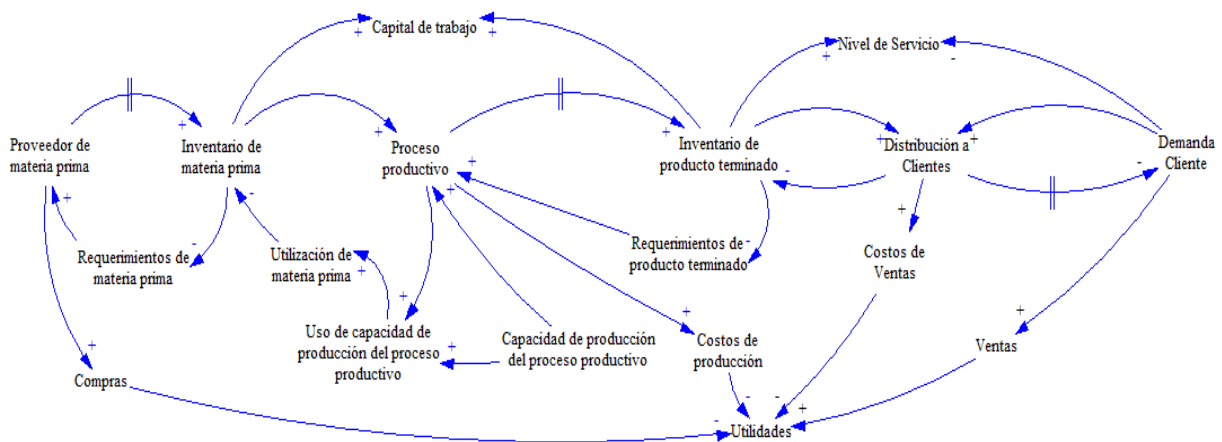 Capital de trabajo
Nivel de Servicio
Proveedor de
materia prima
Inventario de
materia prima
Proceso
productivo
Inventario de
producto terminado
Distribución a
Clientes
Demanda
Cliente
Requerimientos de
materia prima
Utilización de
materia prima
Requerimientos de
producto terminado
Costos de
Ventas
Uso de capacidad de
producción del proceso
productivo
Capacidad de producción
del proceso productivo
Costos de
producción
Ventas
Compras
Utilidades